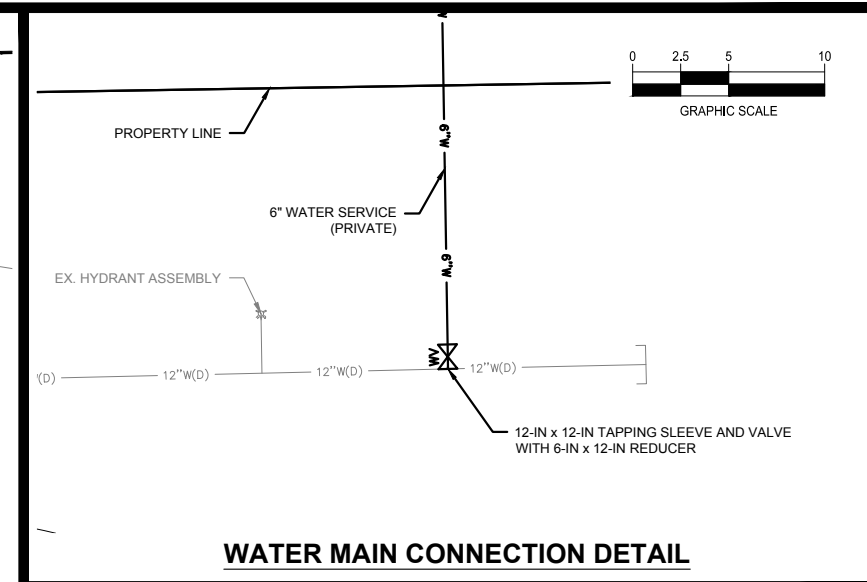 0 2.5 5 10
GRAPHIC SCALE
PROPERTY LINE
6"W
6" WATER SERVICE
(PRIVATE)
6"W
EX. HYDRANT ASSEMBLY
WV
12"W(D) 12"W(D) 12"W(D)
12-IN x 12-IN TAPPING SLEEVE AND VALVE
WITH 6-IN x 12-IN REDUCER
WATER MAIN CONNECTION DETAIL